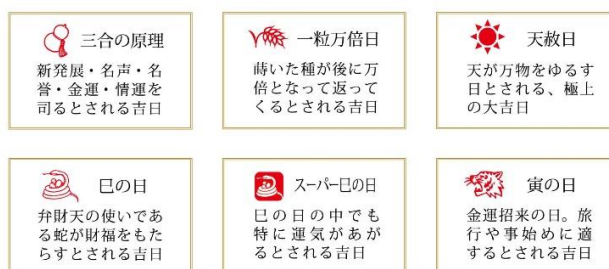 三合の原理
新発展・名声・名
誉・金運・情運を
司るとされる吉日
一粒万倍日
蒔いた種が後に万
倍となって返って
くるとされる吉日
天赦日
天が万物をゆるす
日とされる、極上
の大吉日
巳の日
弁財天の使いであ
る蛇が財福をもた
らすとされる吉日
スーパー巳の日
巳の日の中でも
特に運気があが
るとされる吉日
寅の日
金運招来の日。旅
行や事始めに適
するとされる吉日